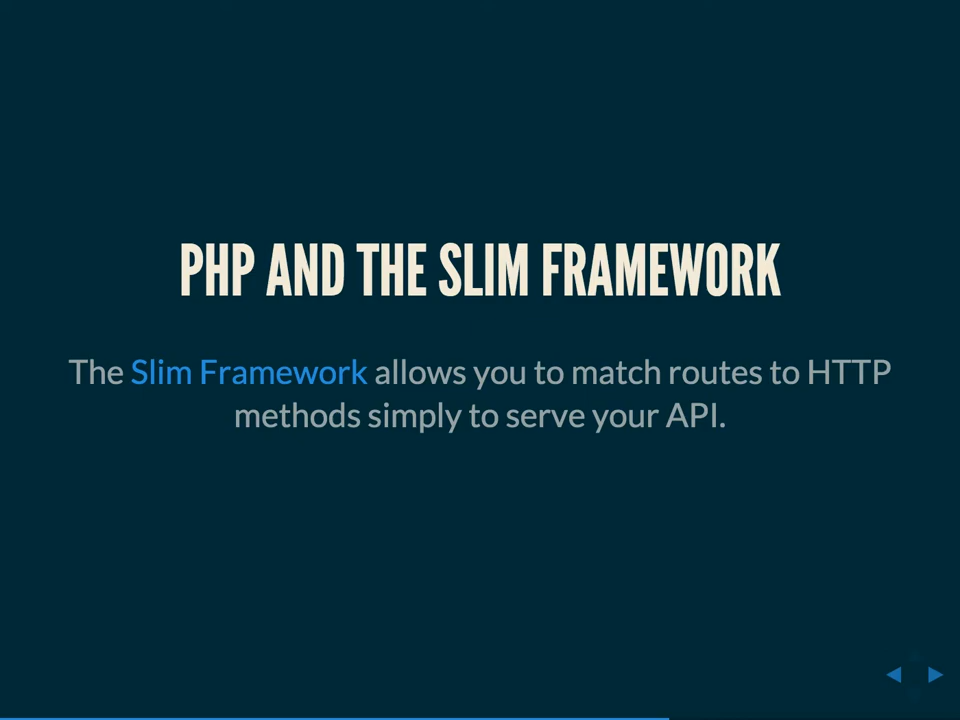 PHP AND THE SLIM FRAMEWORK
The Slim Framework allows you to match routes to HTTP
methods simply to serve your API.